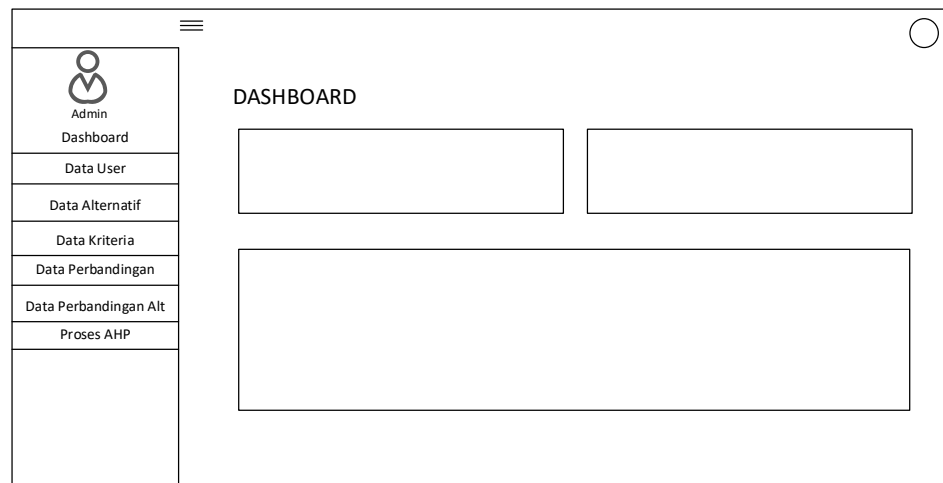 Admin
Dashboard
Data User
Data Alternatif
Data Kriteria
Data Perbandingan
Data Perbandingan Alt
Proses AHP
DASHBOARD